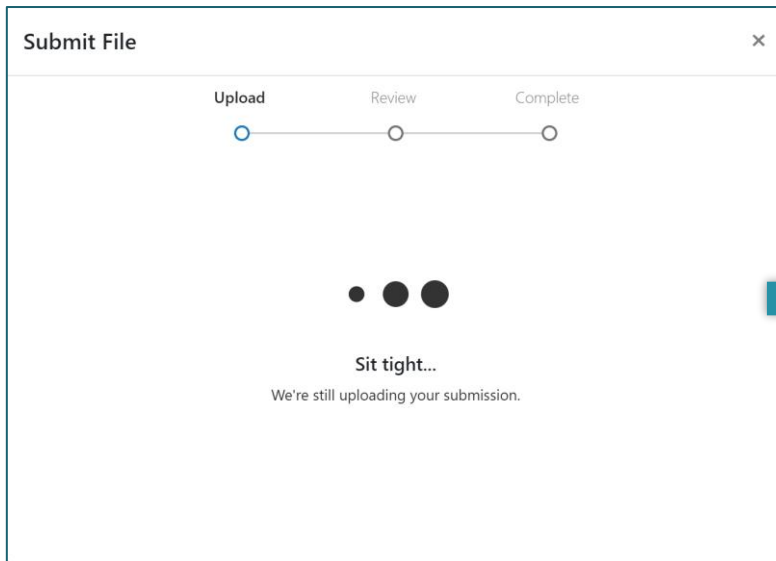 Submit File
Upload Review Complete
Sit tight...
We're still uploading your submission.